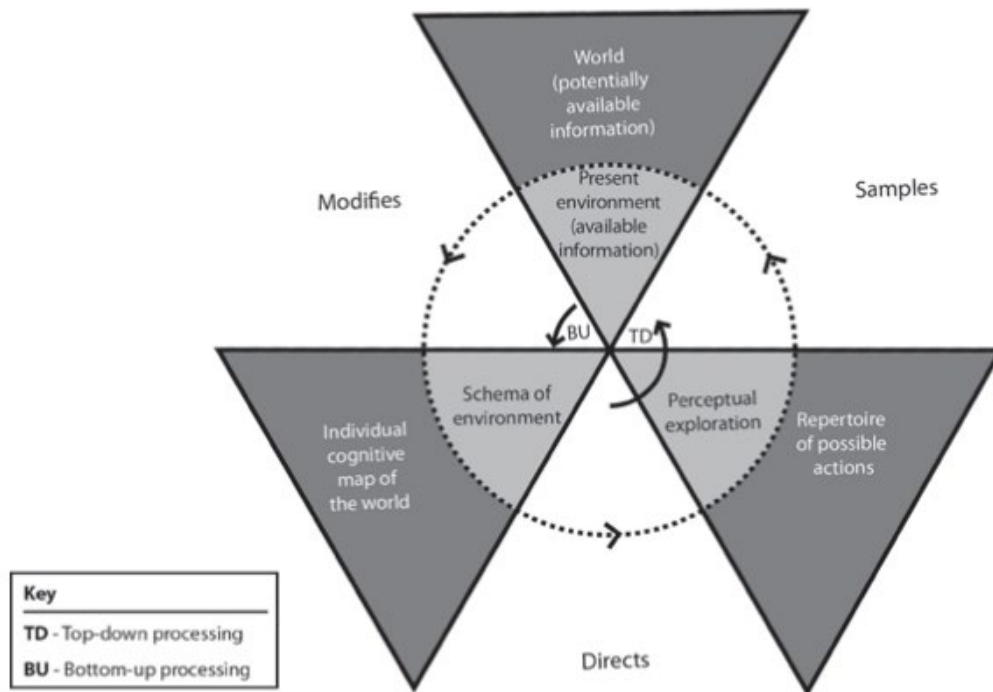 World
(potentially
available
information)
Present
environment
(available
information)
Modifies
Samples
BU
TD
Schema of
environment
Perceptual
exploration
Individual
cognitive
map of
the world
Repertoire
of possible
actions
Directs
Key
TD - Top-down processing
BU - Bottom-up processing